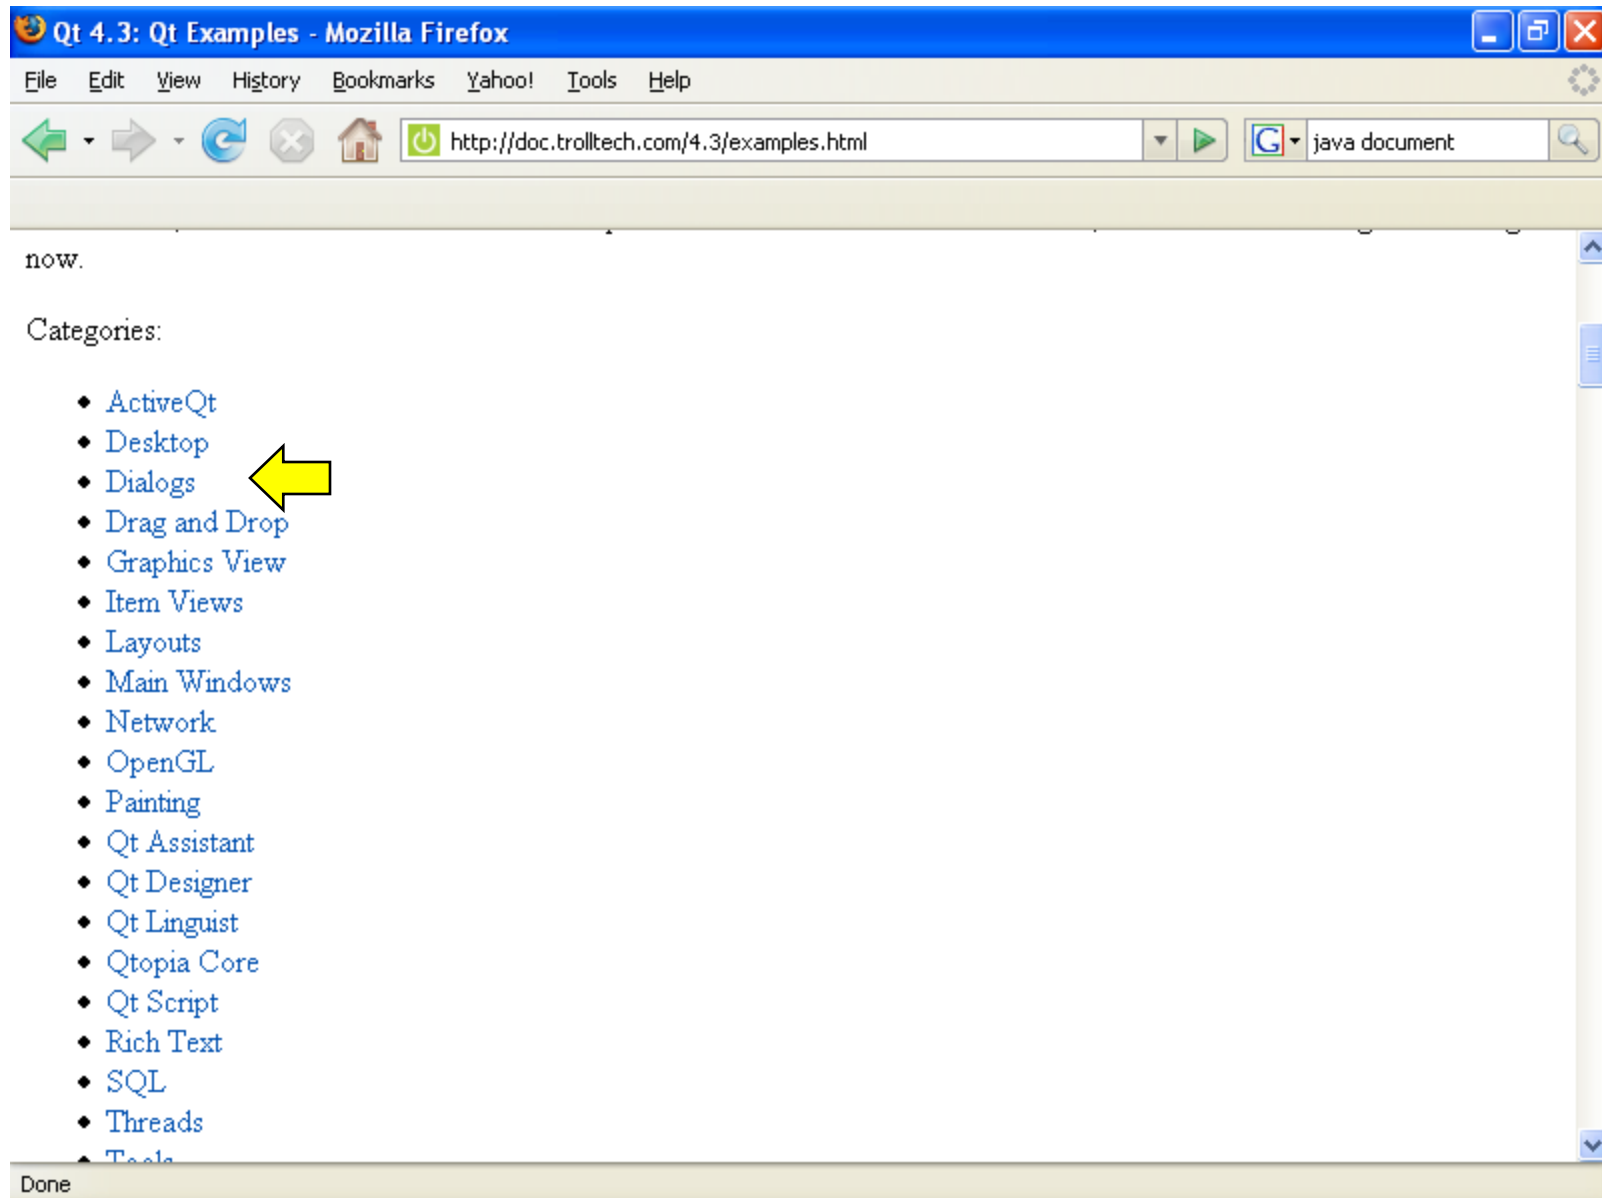 Qt 4.3: Qt Examples - Mozilla Firefox
File Edit View History Bookmarks Yahoo! Tools Help
http://doc.trolltech.com/4.3/examples.html G java document
now.
Categories:
ActiveQt
Desktop
Dialogs
Drag and Drop
Graphics View
Item Views
Layouts
Main Windows
Network
OpenGL
Painting
Qt Assistant
Qt Designer
Qt Linguist
Qtopia Core
Qt Script
Rich Text
SQL
Threads
Tools
Done